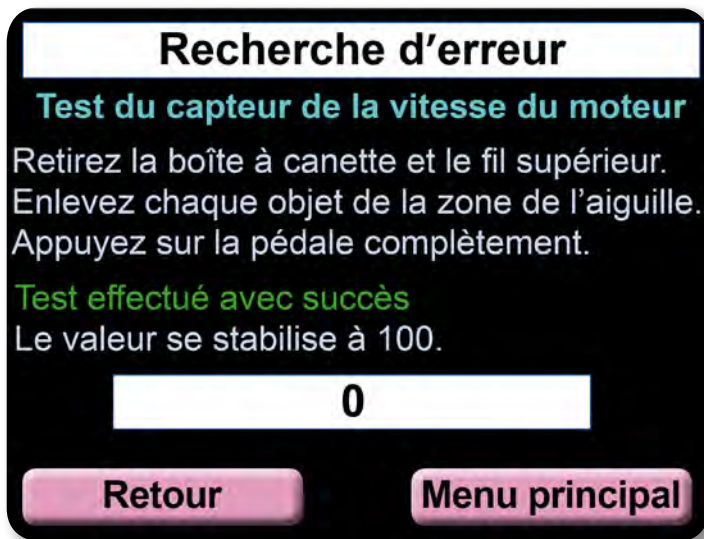 Recherche d’erreur
Test du capteur de la vitesse du moteur
Retirez la boîte à canette et le fil supérieur.
Enlevez chaque objet de la zone de l’aiguille.
Appuyez sur la pédale complètement.
Test effectué avec succès
Le valeur se stabilise à 100.
0
Retour
Menu principal